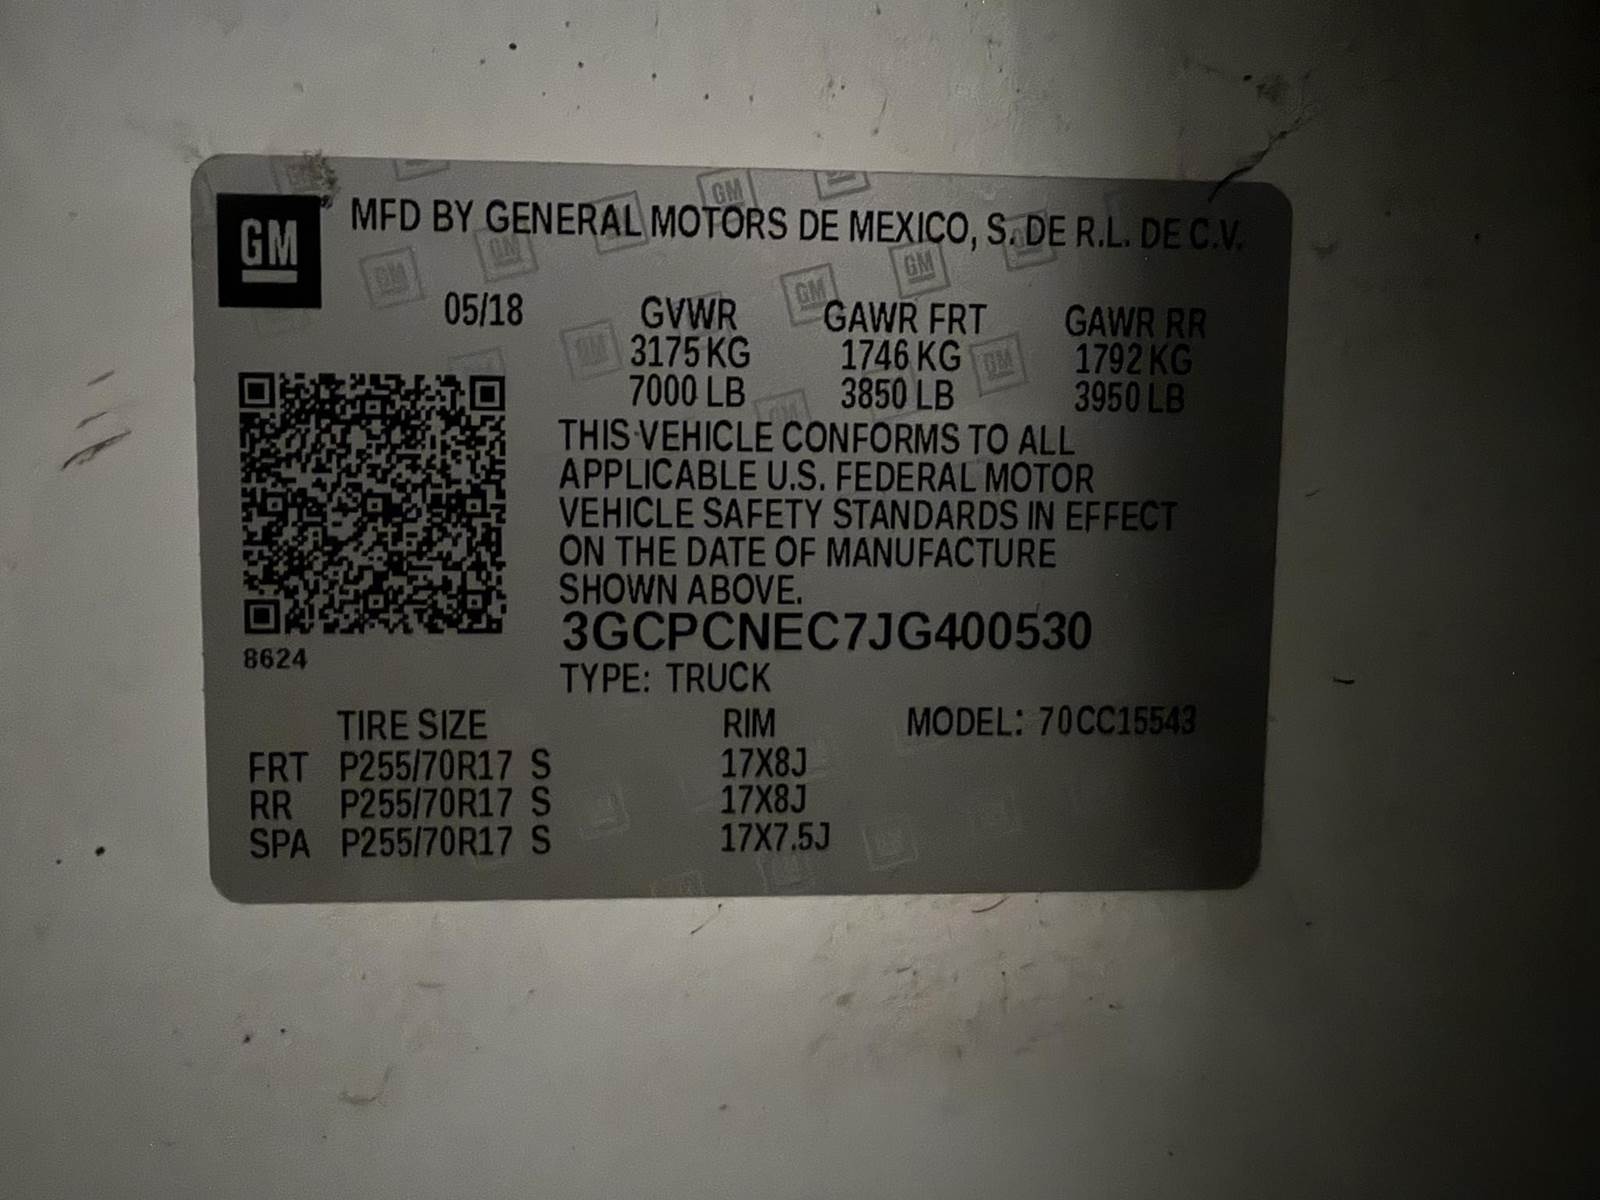 GM MFD BY GENERAL MOTORS DE MEXICO, S. DE R.L. DE C.V.
05/18 GVWR GAWR FRT GAWR RR
3175 KG 1746 KG 1792 KG
7000 LB 3850 LB 3950 LB
THIS VEHICLE CONFORMS TO ALL
APPLICABLE U.S. FEDERAL MOTOR
VEHICLE SAFETY STANDARDS IN EFFECT
ON THE DATE OF MANUFACTURE
SHOWN ABOVE.
3GCPCNEC7JG400530
8624
TYPE: TRUCK
TIRE SIZE RIM MODEL: 70CC15543
FRT P255/70R17 S 17X8J
RR P255/70R17 S 17X8J
SPA P255/70R17 S 17X7.5J